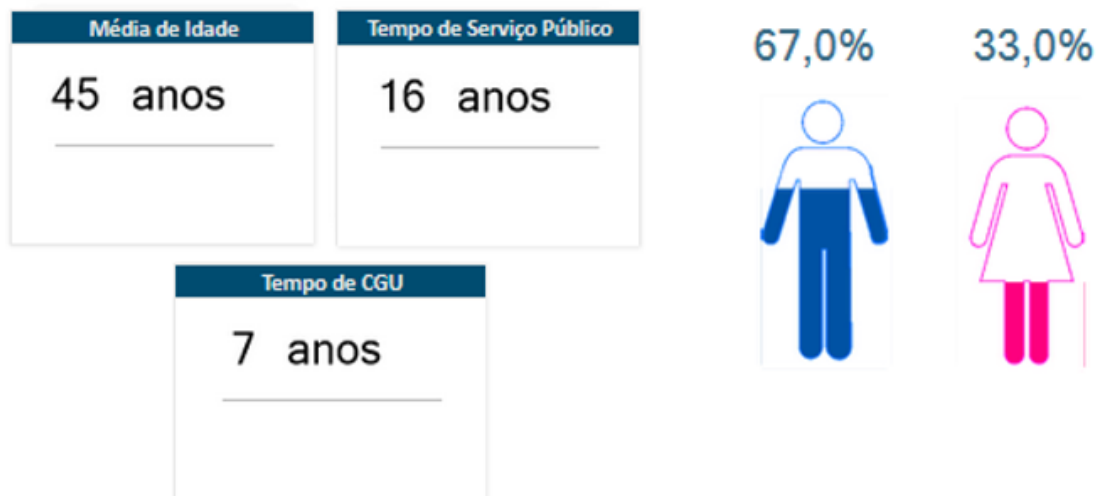 Média de Idade
45 anos
Tempo de Serviço Público
16 anos
Tempo de CGU
7 anos
67,0%
33,0%